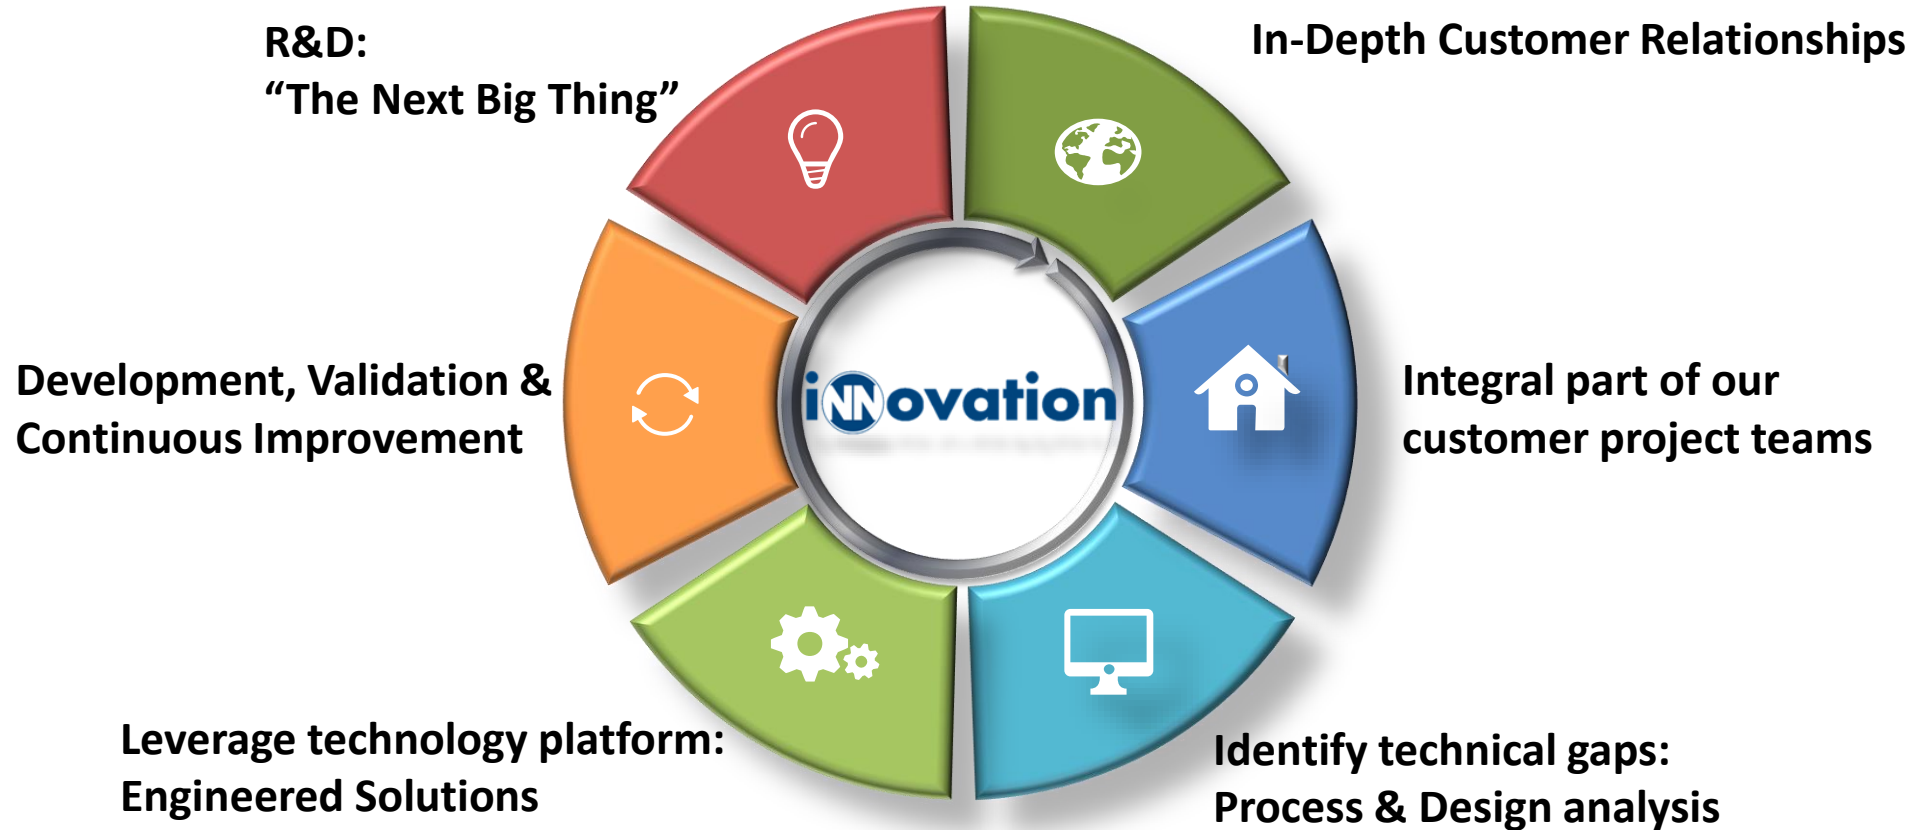 R&D:
“The Next Big Thing”
In-Depth Customer Relationships
Development, Validation &
Continuous Improvement
iNNovation
Integral part of our
customer project teams
Leverage technology platform:
Engineered Solutions
Identify technical gaps:
Process & Design analysis